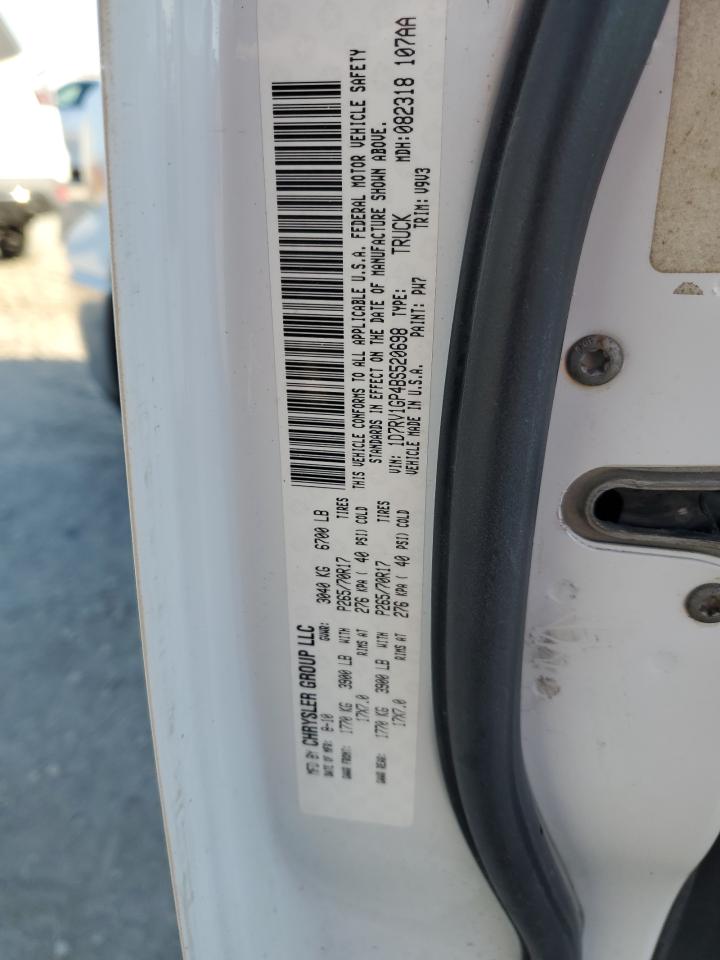 MFD BY CHRYSLER GROUP LLC
DATE OF MFR: 8-10 GVWR: 3040 KG 6700 LB
GAWR FRONT: 1770 KG 3900 LB WITH P265/70R17 TIRES
17X7.0 RIMS AT 276 KPA ( 40 PSI) COLD
GAWR REAR: 1770 KG 3900 LB WITH P265/70R17 TIRES
17X7.0 RIMS AT 276 KPA ( 40 PSI) COLD
THIS VEHICLE CONFORMS TO ALL APPLICABLE U.S.A. FEDERAL MOTOR VEHICLE SAFETY
STANDARDS IN EFFECT ON THE DATE OF MANUFACTURE SHOWN ABOVE.
VIN: 1D7RV1GP4BS520698 TYPE: TRUCK MDH: 082318 107AA
VEHICLE MADE IN U.S.A. PAINT: PW7 TRIM: V9V3